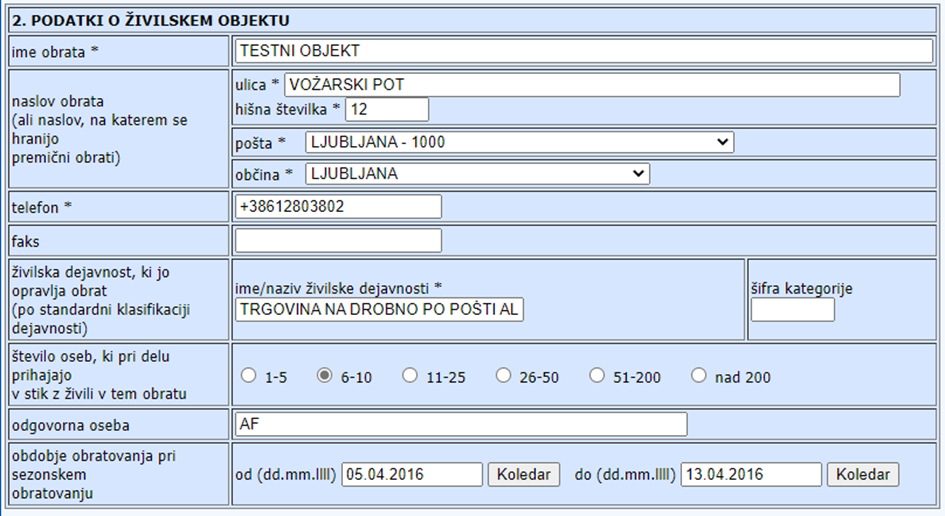 2. PODATKI O ŽIVILSKEM OBJEKTU
ime obrata *
TESTNI OBJEKT
naslov obrata
(ali naslov, na katerem se
hranijo
premični obrati)
ulica * VOŽARSKI POT
hišna številka * 12
pošta * LJUBLJANA - 1000
občina * LJUBLJANA
telefon *
+38612803802
faks
živilska dejavnost, ki jo
opravlja obrat
(po standardni klasifikaciji
dejavnosti)
ime/naziv živilske dejavnosti *
TRGOVINA NA DROBNO PO POŠTI AL
šifra kategorije
število oseb, ki pri delu
prihajajo
v stik z živili v tem obratu
1-5 6-10 11-25 26-50 51-200 nad 200
odgovorna oseba
AF
obdobje obratovanja pri
sezonskem
obratovanju
od (dd.mm.llll) 05.04.2016 Koledar do (dd.mm.llll) 13.04.2016 Koledar